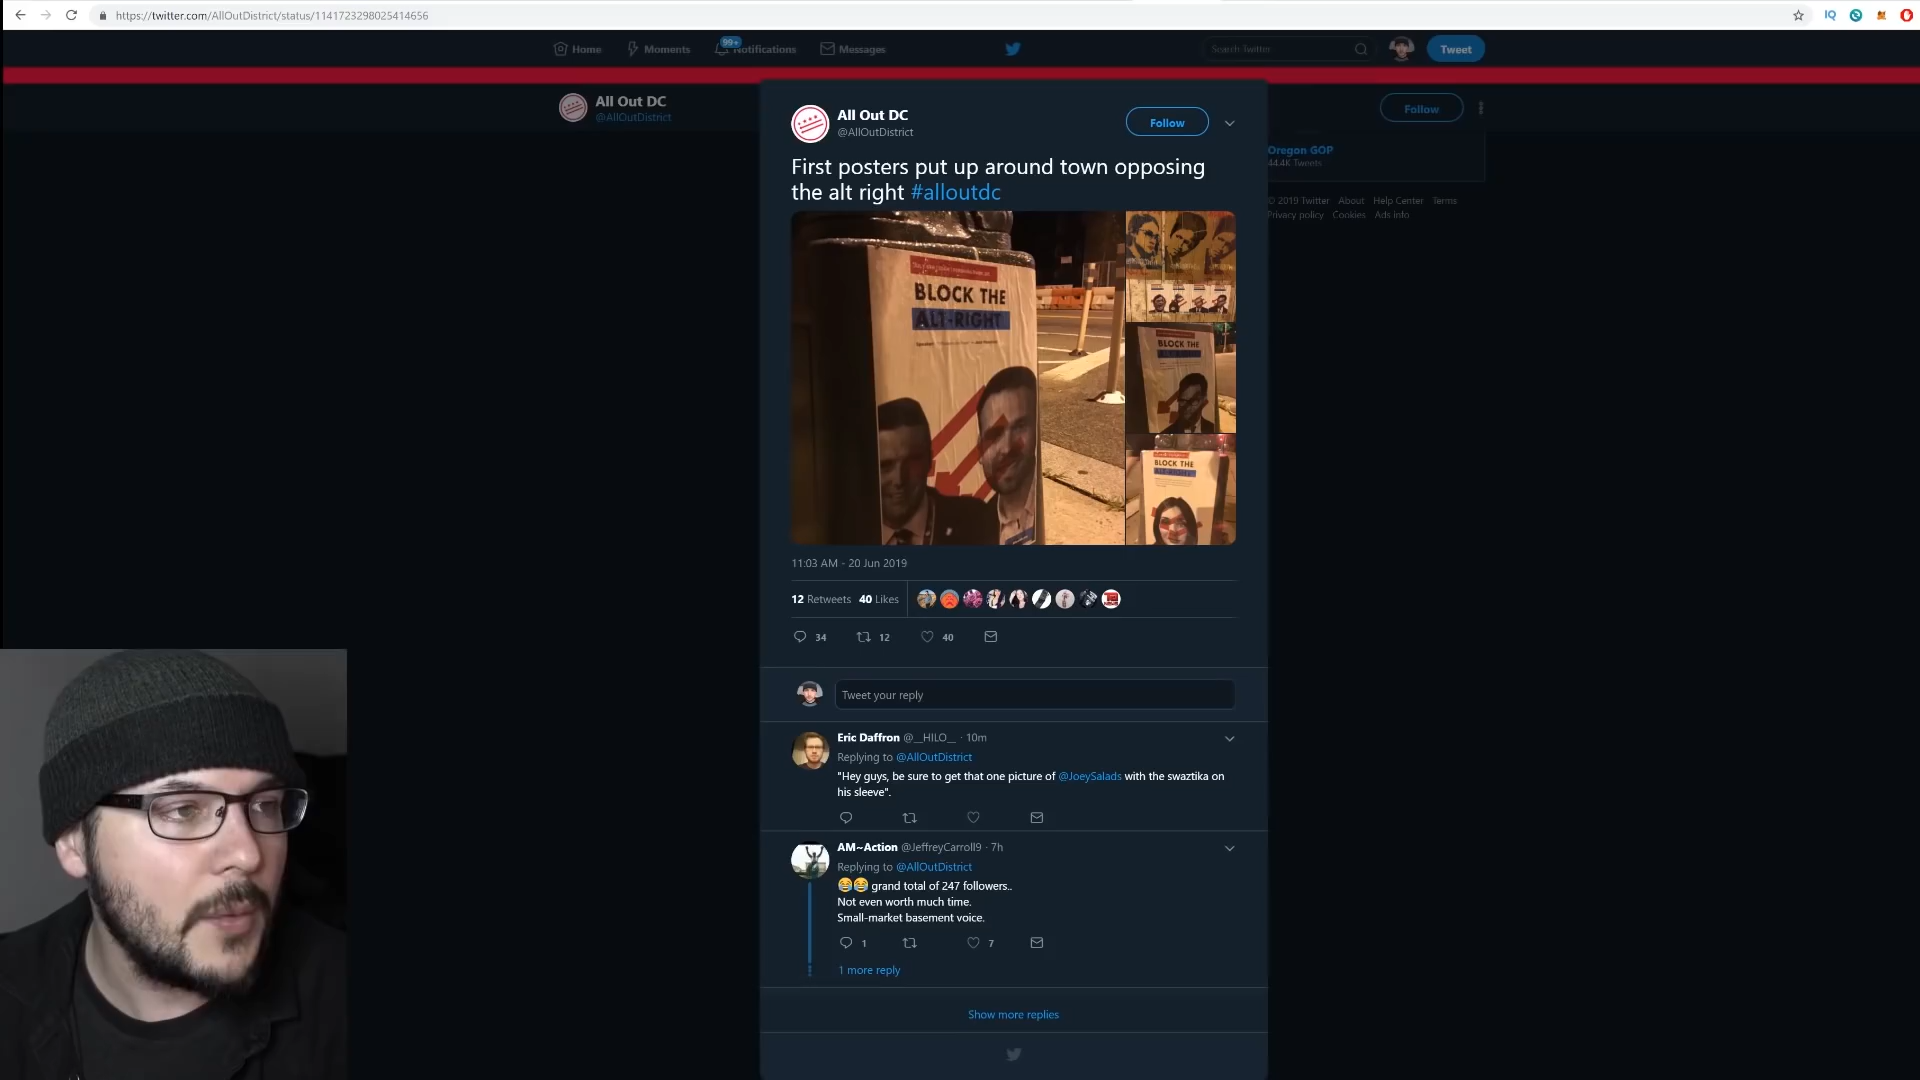 https://twitter.com/AllOutDistrict/status/1141723298025414656
Home
Moments
99+
Notifications
Messages
Search Twitter
Tweet
All Out DC
@AllOutDistrict
Follow
All Out DC
@AllOutDistrict
Follow
First posters put up around town opposing
the alt right #alloutdc
BLOCK THE
ALT-RIGHT
BLOCK THE
ALT-RIGHT
BLOCK THE
ALT-RIGHT
Oregon GOP
44.4K Tweets
© 2019 Twitter About Help Center Terms
Privacy policy Cookies Ads info
11:03 AM - 20 Jun 2019
12 Retweets 40 Likes
34 12 40
Tweet your reply
Eric Daffron @__HILO__ · 10m
Replying to @AllOutDistrict
"Hey guys, be sure to get that one picture of @JoeySalads with the swaztika on
his sleeve".
AM~Action @JeffreyCarroll9 · 7h
Replying to @AllOutDistrict
😂😂 grand total of 247 followers..
Not even worth much time.
Small-market basement voice.
1 7
1 more reply
Show more replies